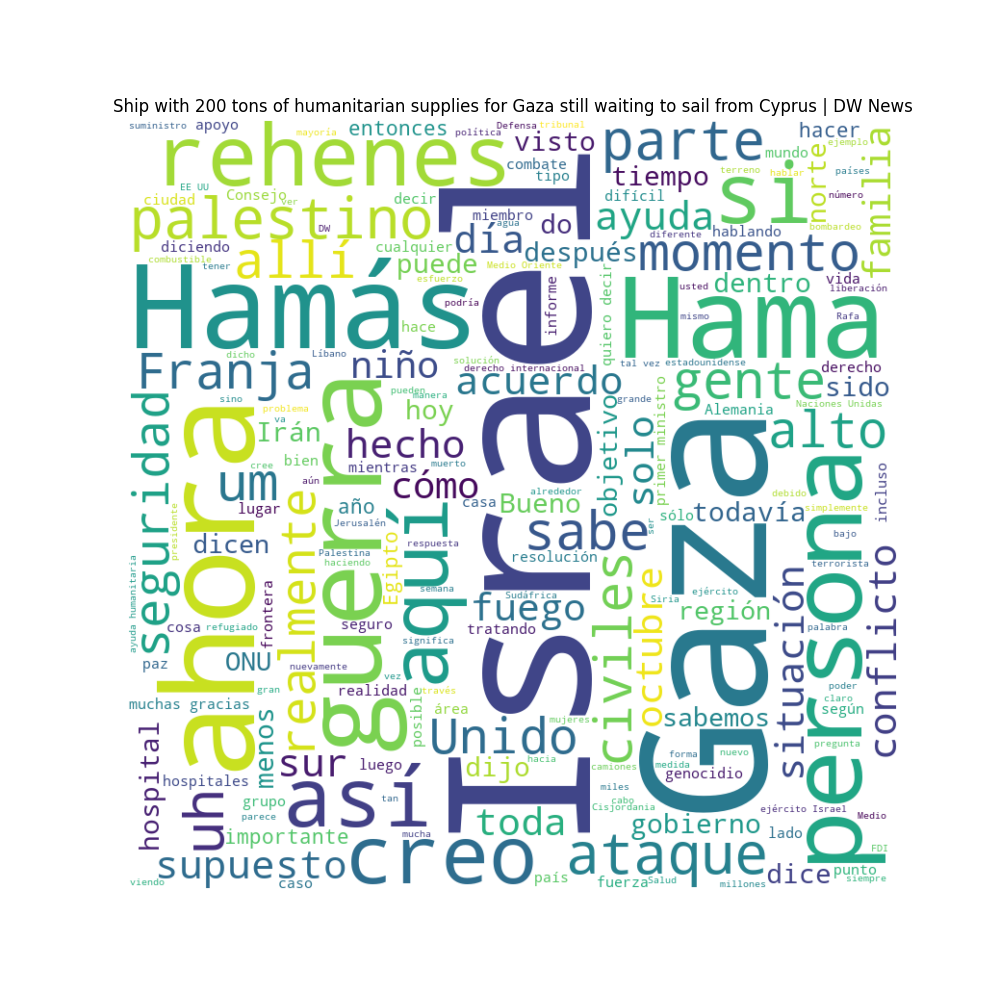 Ship with 200 tons of humanitarian supplies for Gaza still waiting to sail from Cyprus | DW News
suministro
apoyo
mayoría
entonces
política
Defensa
tribunal
visto
parte
hacer
ejemplo
rehenes
combate
mundo
tipo
tiempo
si
terreno
hablar
países
norte
familia
EE UU
Consejo
ver
decir
difícil
número
ciudad
palestino
DW
miembro
agua
do
ayuda
bombardeo
diciendo
allí
cualquier
día
después
diferente
hablando
momento
combustible
tener
puede
Medio Oriente
esfuerzo
usted
dentro
vida
liberación
Hamás
podría
informe
quiero decir
Hama
mismo
Rafa
hace
dicho
Líbano
solución
derecho internacional
tal vez
estadounidense
derecho
Franja
niño
acuerdo
gente
sido
sino
pueden
manera
grande
primer ministro
Alemania
Naciones Unidas
seguridad
ahora
problema
va
guerra
hoy
Israel
objetivo
solo
Gaza
alto
Irán
hecho
bien
mientras
muerto
cree
um
aún
cómo
casa
alrededor
Bueno
debido
incluso
lugar
realmente
año
sabe
ser
sólo
todavía
simplemente
persona
Jerusalén
aquí
Egipto
dicen
Palestina
respuesta
resolución
bajo
haciendo
terrorista
ayuda humanitaria
presidente
semana
Sudáfrica
civiles
octubre
Siria
ejército
situación
conflicto
fuego
región
cosa
refugiado
frontera
seguro
significa
tratando
palabra
paz
ONU
nuevamente
vez
gran
realidad
través
poder
claro
muchas gracias
posible
área
mujeres
sabemos
según
hospital
menos
Unido
pregunta
sur
luego
dijo
hacia
camiones
forma
nuevo
medida
genocidio
hospitales
uh
grupo
así
tan
miles
cabo
Cisjordania
ejército Israel
Medio
parece
importante
mucha
toda
gobierno
lado
supuesto
creo
ataque
FDI
punto
viendo
caso
país
fuerza
Salud
millones
dice
siempre